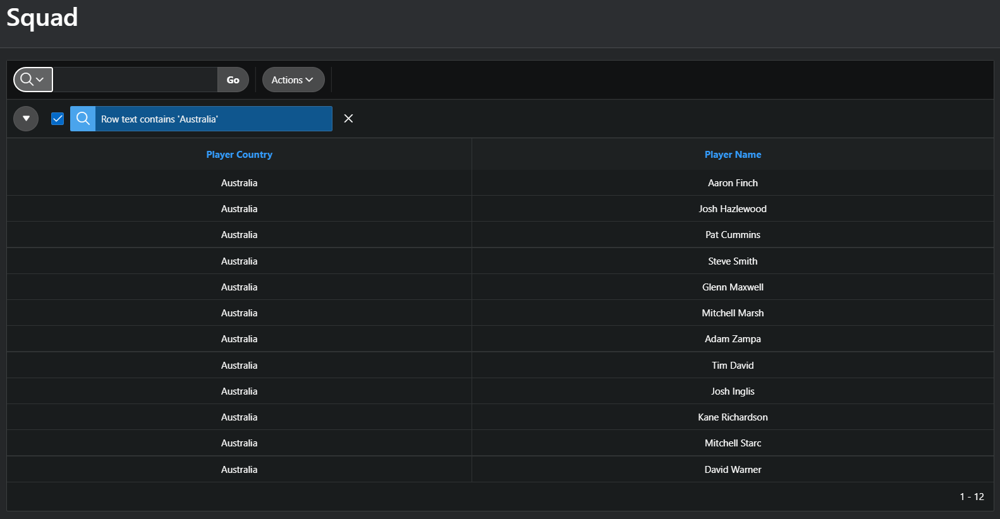 Squad
Go Actions
Row text contains 'Australia'
Player Country Player Name
Australia Aaron Finch
Australia Josh Hazlewood
Australia Pat Cummins
Australia Steve Smith
Australia Glenn Maxwell
Australia Mitchell Marsh
Australia Adam Zampa
Australia Tim David
Australia Josh Inglis
Australia Kane Richardson
Australia Mitchell Starc
Australia David Warner
1 - 12